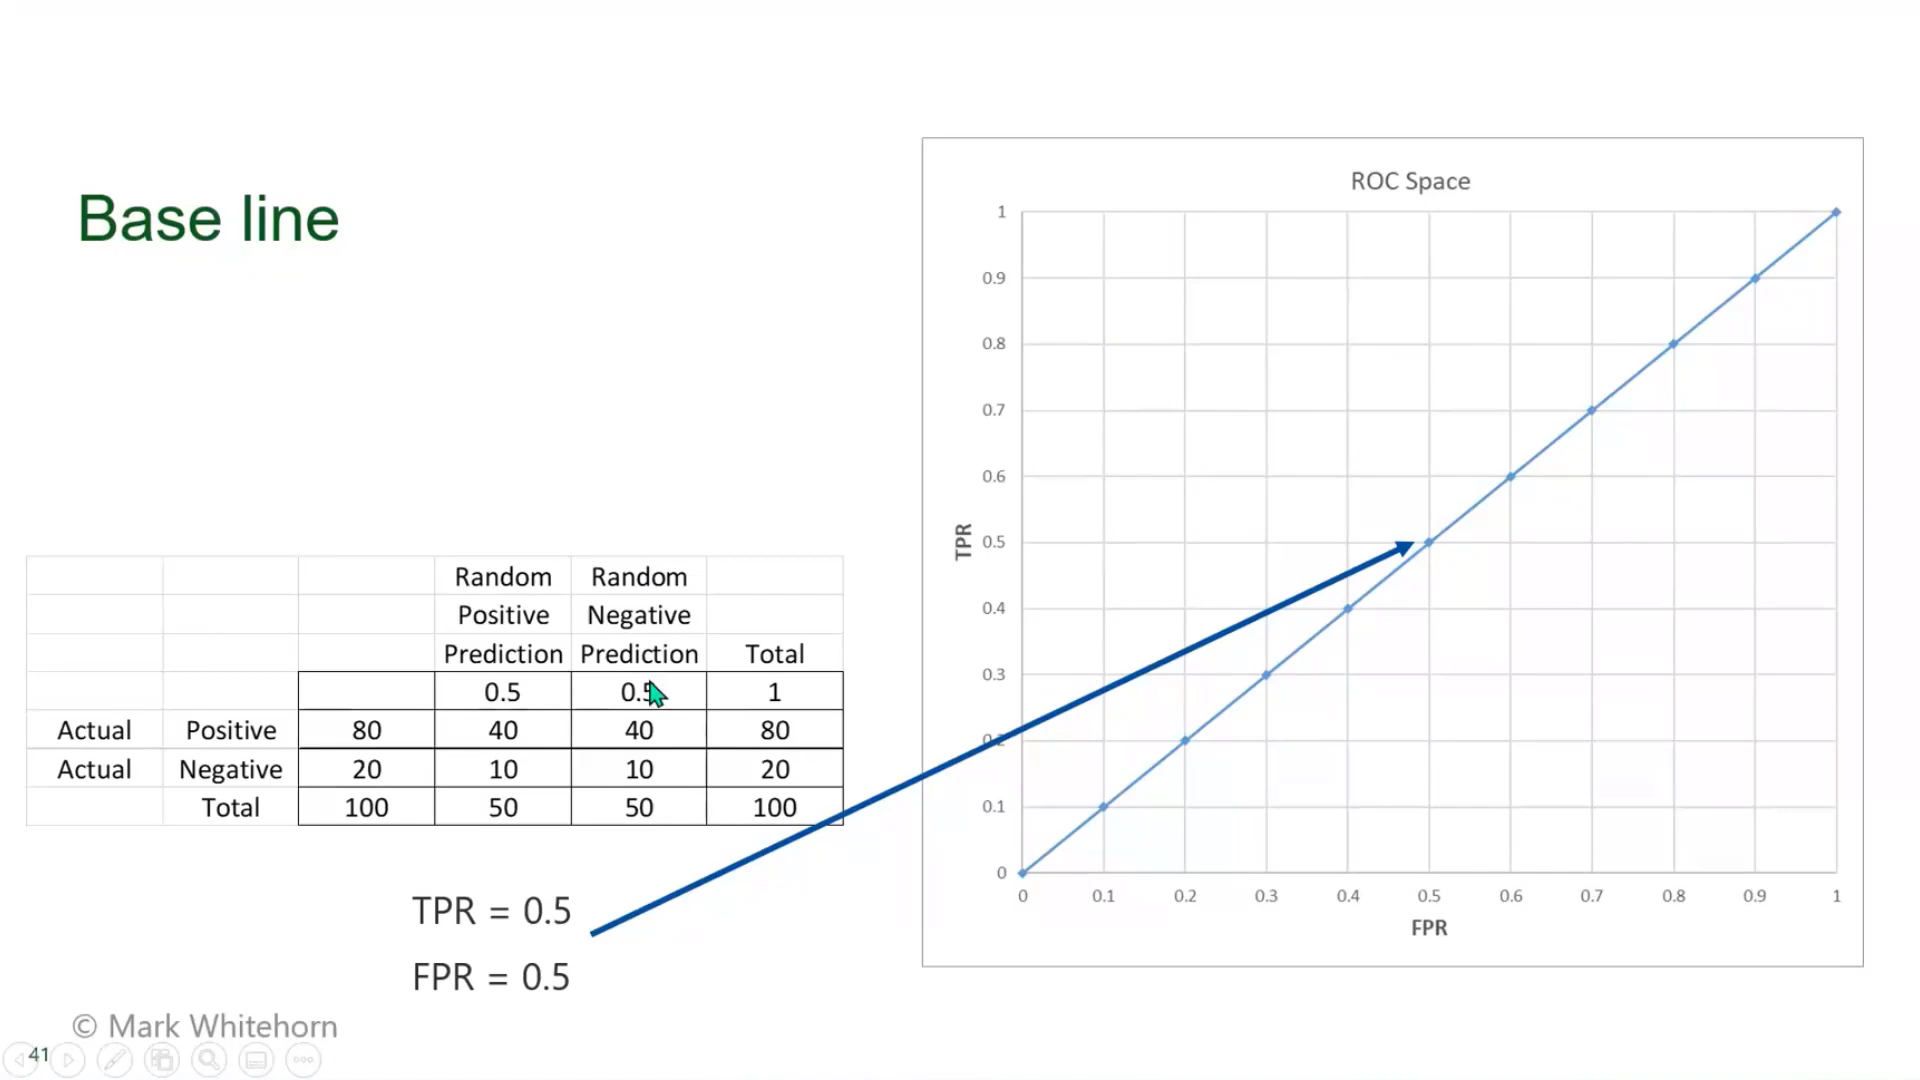 Base line
Random Random
Positive Negative
Prediction Prediction Total
0.5 0.5 1
Actual Positive 80 40 40 80
Actual Negative 20 10 10 20
Total 100 50 50 100
TPR = 0.5
FPR = 0.5
© Mark Whitehorn
41
ROC Space
1
0.9
0.8
0.7
0.6
0.5
0.4
0.3
0.2
0.1
0
TPR
0 0.1 0.2 0.3 0.4 0.5 0.6 0.7 0.8 0.9 1
FPR